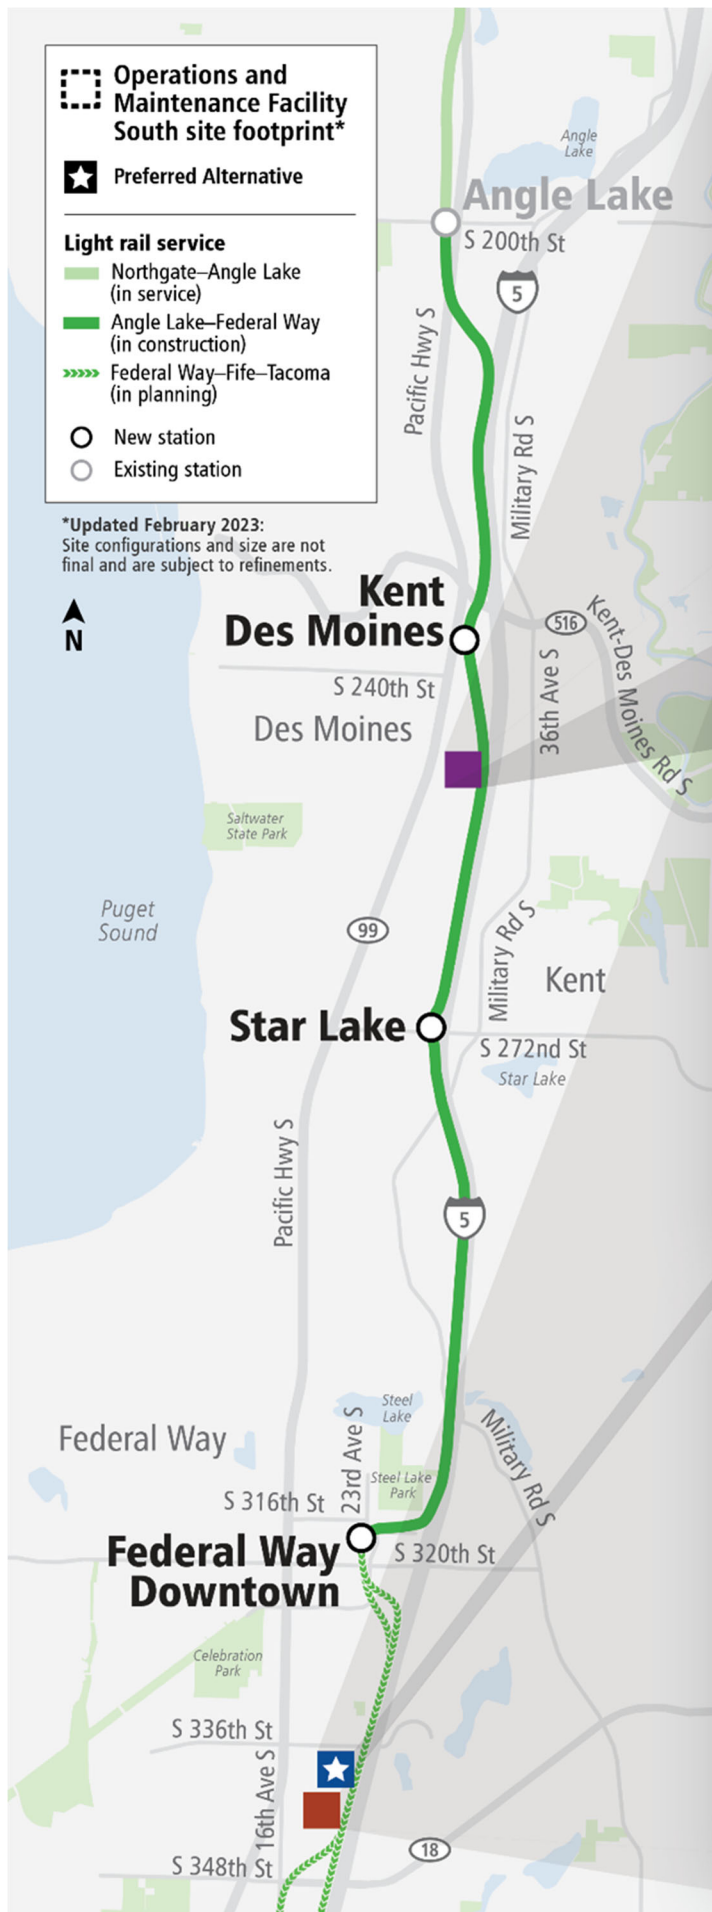 Operations and
Maintenance Facility
South site footprint*
Preferred Alternative
Light rail service
Northgate–Angle Lake
(in service)
Angle Lake–Federal Way
(in construction)
Federal Way–Fife–Tacoma
(in planning)
New station
Existing station
*Updated February 2023:
Site configurations and size are not
final and are subject to refinements.
N
Angle
Lake
Angle Lake
S 200th St
5
Pacific Hwy S
Military Rd S
Kent
Des Moines
516
Kent-Des Moines Rd S
S 240th St
36th Ave S
Des Moines
Saltwater
State Park
Puget
Sound
99
Military Rd S
Kent
Star Lake
S 272nd St
Star Lake
Pacific Hwy S
5
Steel
Lake
Federal Way
23rd Ave S
Military Rd S
Steel Lake
Park
S 316th St
Federal Way
Downtown
S 320th St
Celebration
Park
S 336th St
16th Ave S
18
S 348th St